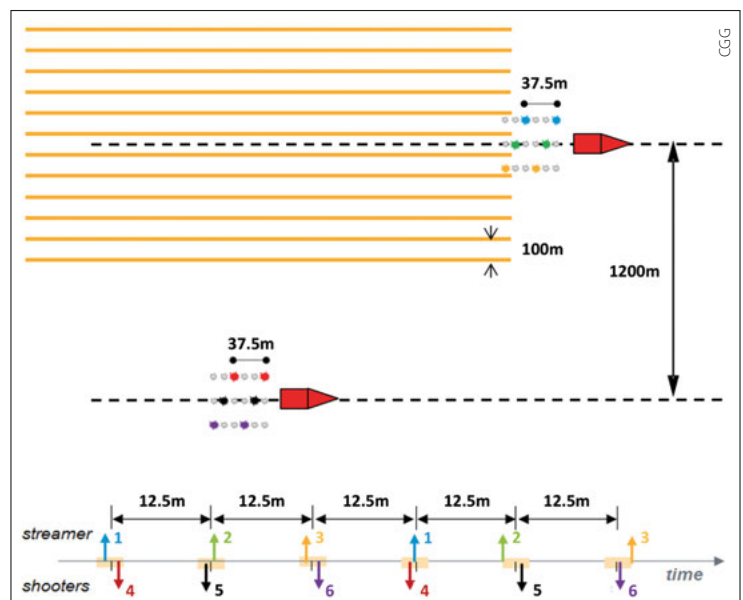 CGG
37.5m
100m
1200m
37.5m
12.5m 12.5m 12.5m 12.5m 12.5m
streamer 1 2 3 1 2 3
time
shooters 4 5 6 4 5 6